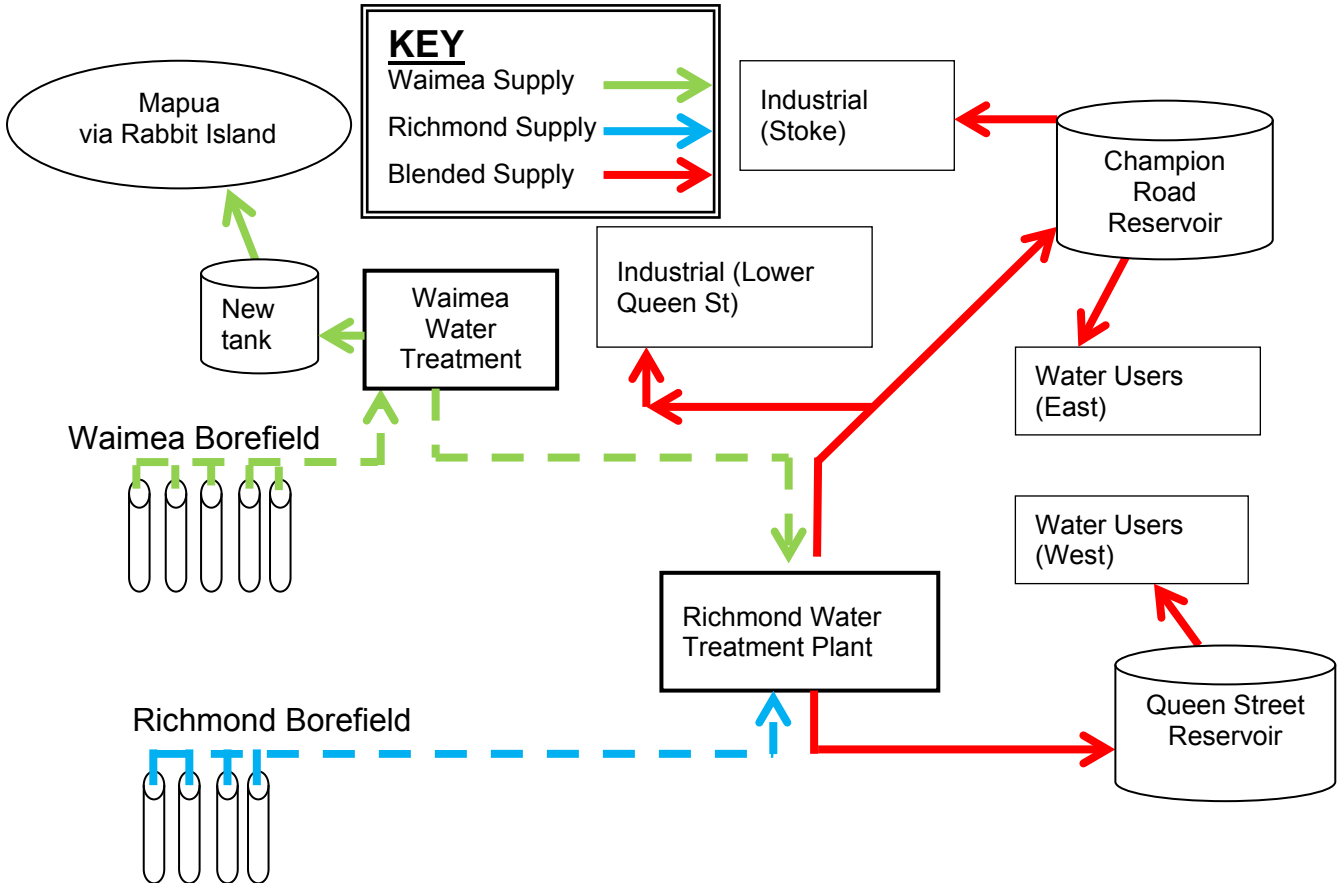 KEY
Waimea Supply
Richmond Supply
Blended Supply
Mapua
via Rabbit Island
Industrial
(Stoke)
Champion
Road
Reservoir
New
tank
Waimea
Water
Treatment
Industrial (Lower
Queen St)
Water Users
(East)
Waimea Borefield
Water Users
(West)
Richmond Water
Treatment Plant
Richmond Borefield
Queen Street
Reservoir